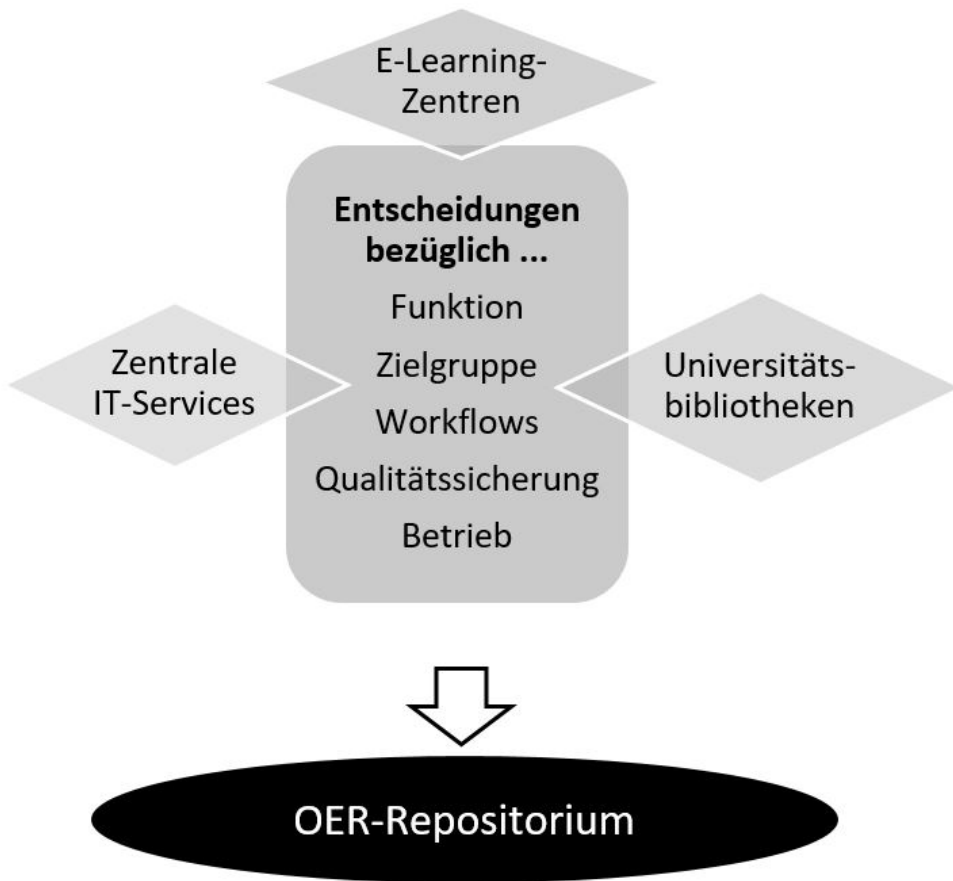 E-Learning-
Zentren
Entscheidungen
bezüglich ...
Funktion
Zentrale
IT-Services
Zielgruppe
Universitäts-
bibliotheken
Workflows
Qualitätssicherung
Betrieb
OER-Repositorium